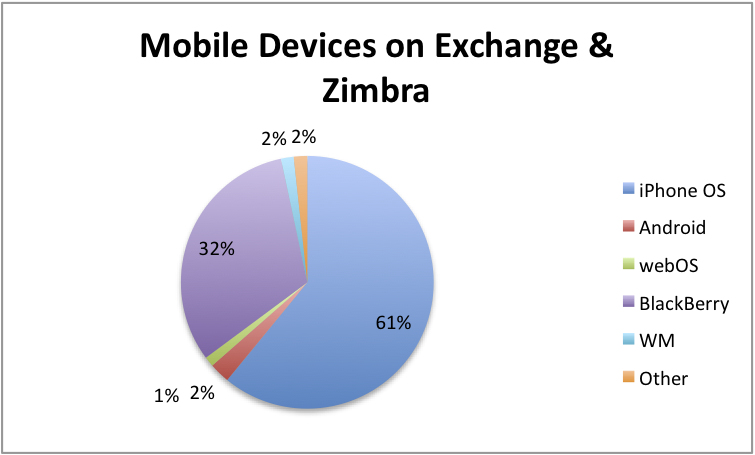 Mobile Devices on Exchange &
Zimbra
2% 2%
32%
61%
1% 2%
iPhone OS
Android
webOS
BlackBerry
WM
Other